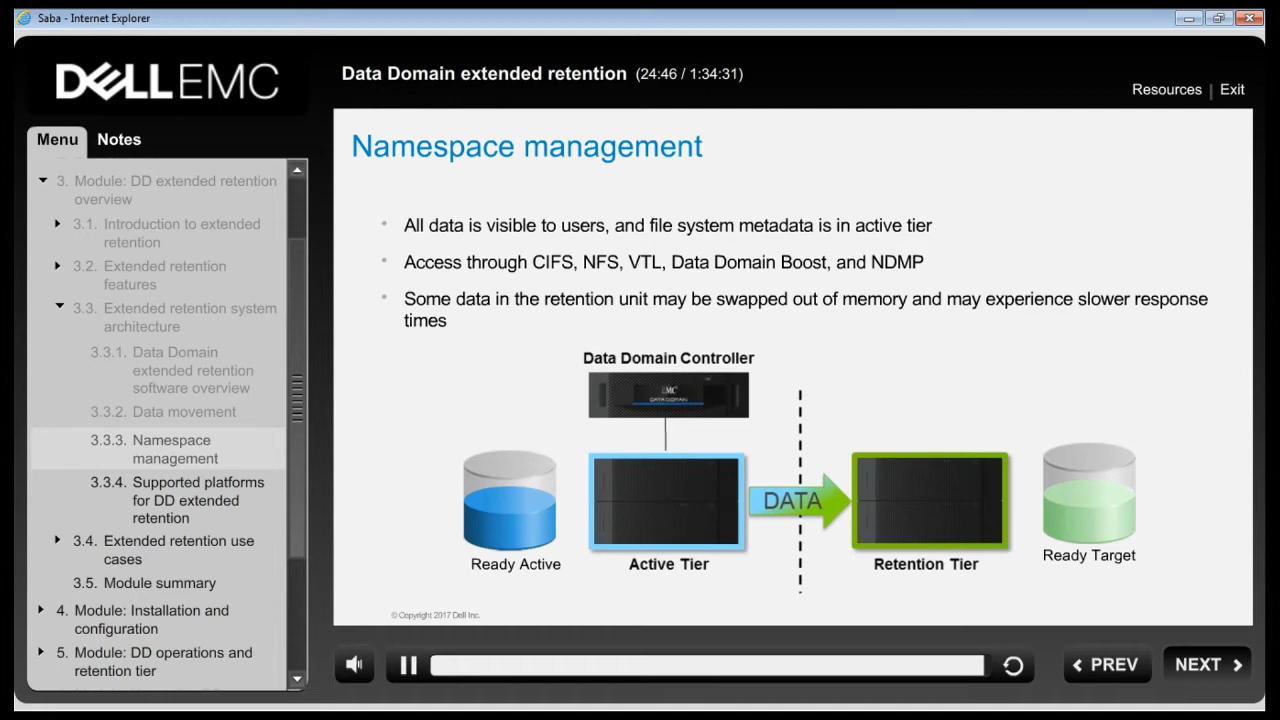 Saba - Internet Explorer
DELLEMC
Data Domain extended retention (24:46 / 1:34:31)
Resources | Exit
Menu
Notes
3. Module: DD extended retention
overview
3.1. Introduction to extended
retention
3.2. Extended retention
features
3.3. Extended retention system
architecture
3.3.1. Data Domain
extended retention
software overview
3.3.2. Data movement
3.3.3. Namespace
management
3.3.4. Supported platforms
for DD extended
retention
3.4. Extended retention use
cases
3.5. Module summary
4. Module: Installation and
configuration
5. Module: DD operations and
retention tier
Namespace management
• All data is visible to users, and file system metadata is in active tier
• Access through CIFS, NFS, VTL, Data Domain Boost, and NDMP
• Some data in the retention unit may be swapped out of memory and may experience slower response
times
Data Domain Controller
EMC
DATA DOMAIN
DATA
Ready Active
Active Tier
Retention Tier
Ready Target
© Copyright 2017 Dell Inc.
PREV
NEXT